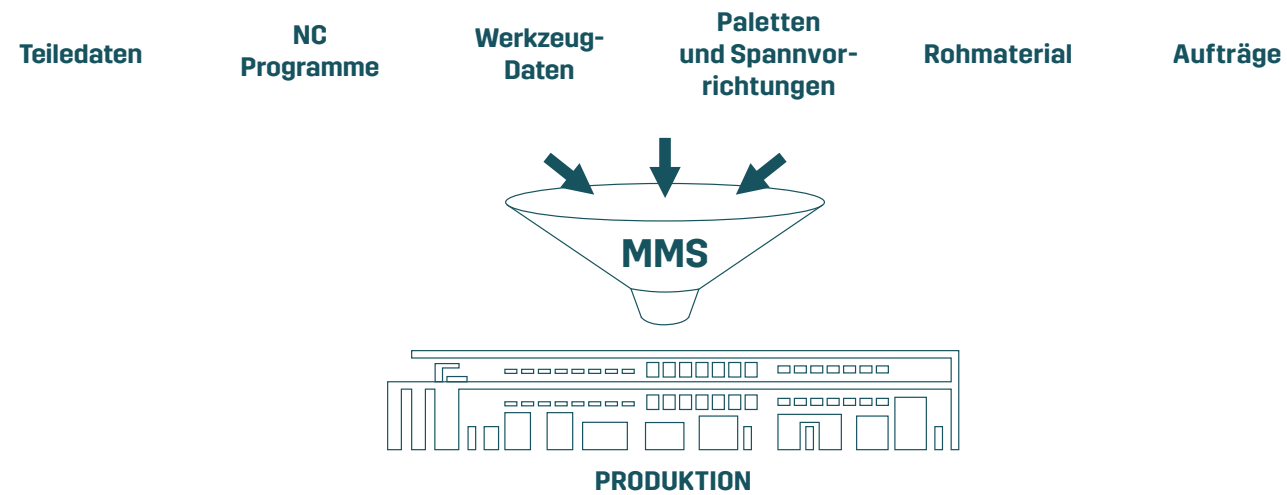 Teiledaten
NC
Programme
Werkzeug-
Daten
Paletten
und Spannvor-
richtungen
Rohmaterial
Aufträge
MMS
PRODUKTION